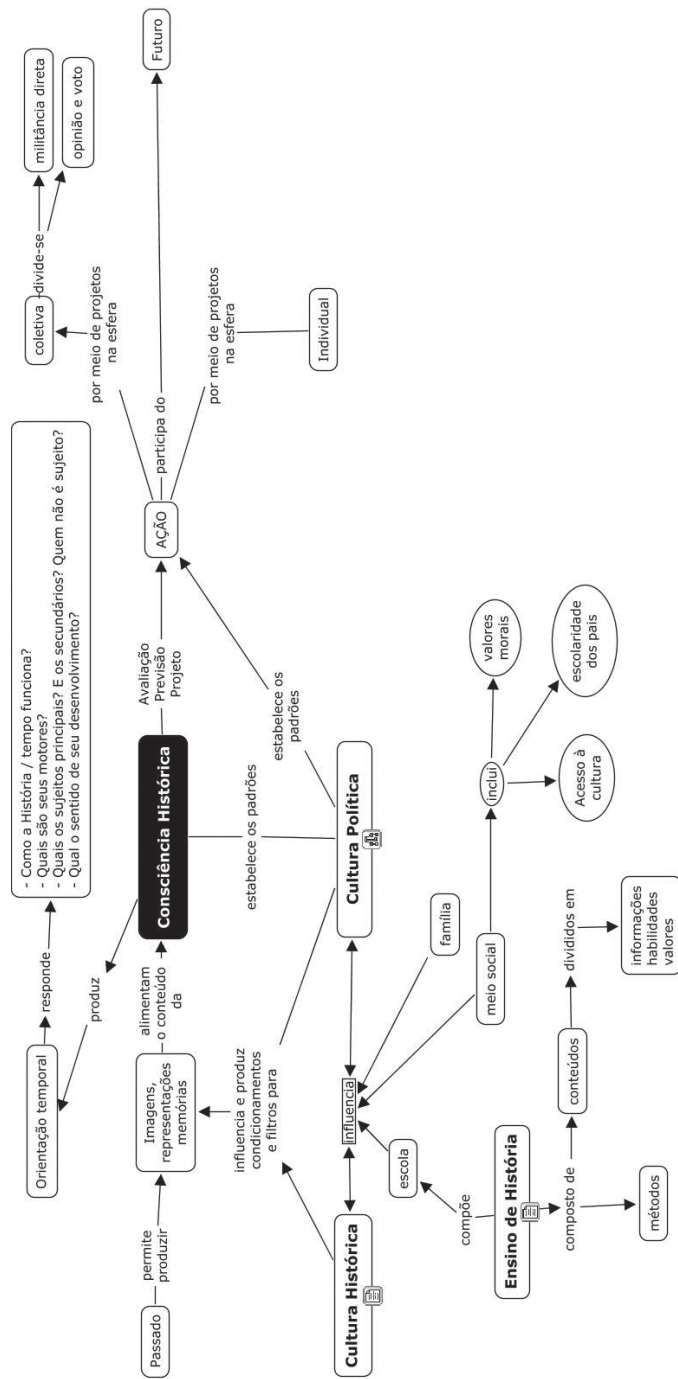 Orientação temporal
responde
- Como a História / tempo funciona?
- Quais são seus motores?
- Quais os sujeitos principais? E os secundários? Quem não é sujeito?
- Qual o sentido de seu desenvolvimento?
coletiva
divide-se
militância direta
opinião e voto
produz
por meio de projetos
na esfera
Passado
permite
produzir
Imagens,
representações
memórias
alimentam
o conteúdo
da
Consciência Histórica
Avaliação
Previsão
Projeto
AÇÃO
participa do
Futuro
influencia e produz
condicionamentos
e filtros para
estabelece os padrões
estabelece os
padrões
por meio de projetos
na esfera
Individual
Cultura Histórica
influencia
Cultura Política
escola
família
compõe
meio social
inclui
valores
morais
Ensino de História
escolaridade
dos pais
Acesso à
cultura
composto de
conteúdos
divididos em
métodos
informações
habilidades
valores